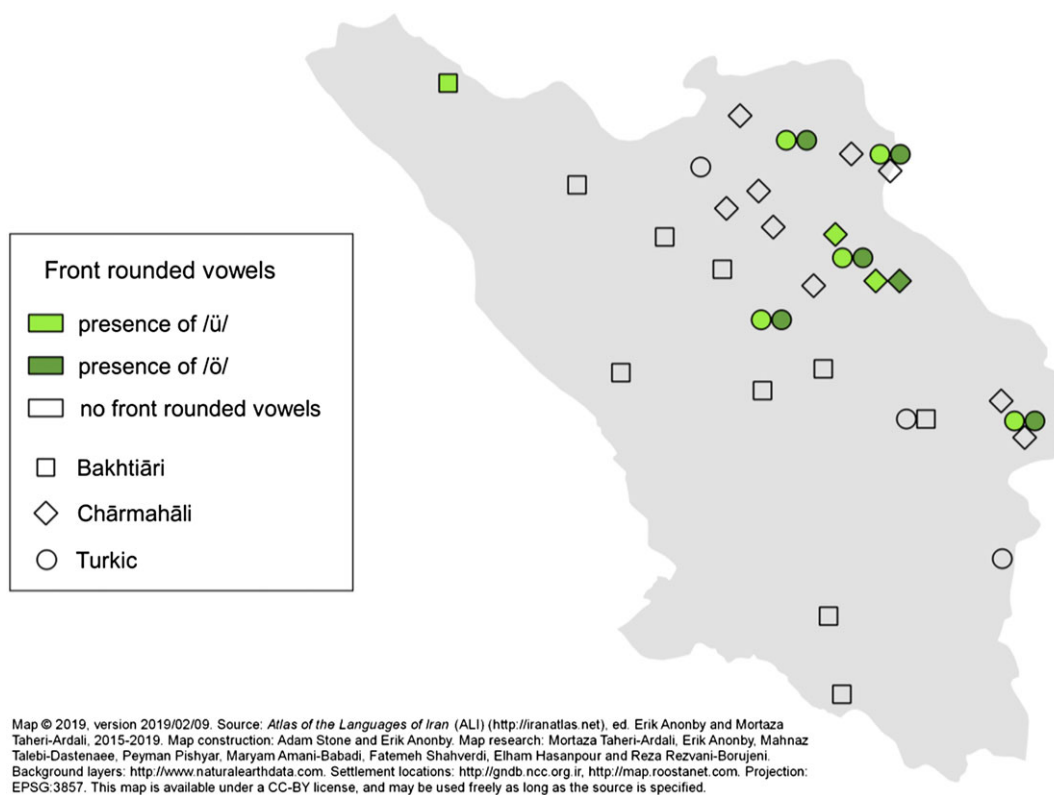 Front rounded vowels
presence of /ü/
presence of /ö/
no front rounded vowels
Bakhtiāri
Chārmahāli
Turkic
Map © 2019, version 2019/02/09. Source: Atlas of the Languages of Iran (ALI) (http://iranatlas.net), ed. Erik Anonby and Mortaza
Taheri-Ardali, 2015-2019. Map construction: Adam Stone and Erik Anonby. Map research: Mortaza Taheri-Ardali, Erik Anonby, Mahnaz
Talebi-Dastenaee, Peyman Pishyar, Maryam Amani-Babadi, Fatemeh Shahverdi, Elham Hasanpour and Reza Rezvani-Borujeni.
Background layers: http://www.naturalearthdata.com. Settlement locations: http://gndb.ncc.org.ir, http://map.roostanet.com. Projection:
EPSG:3857. This map is available under a CC-BY license, and may be used freely as long as the source is specified.